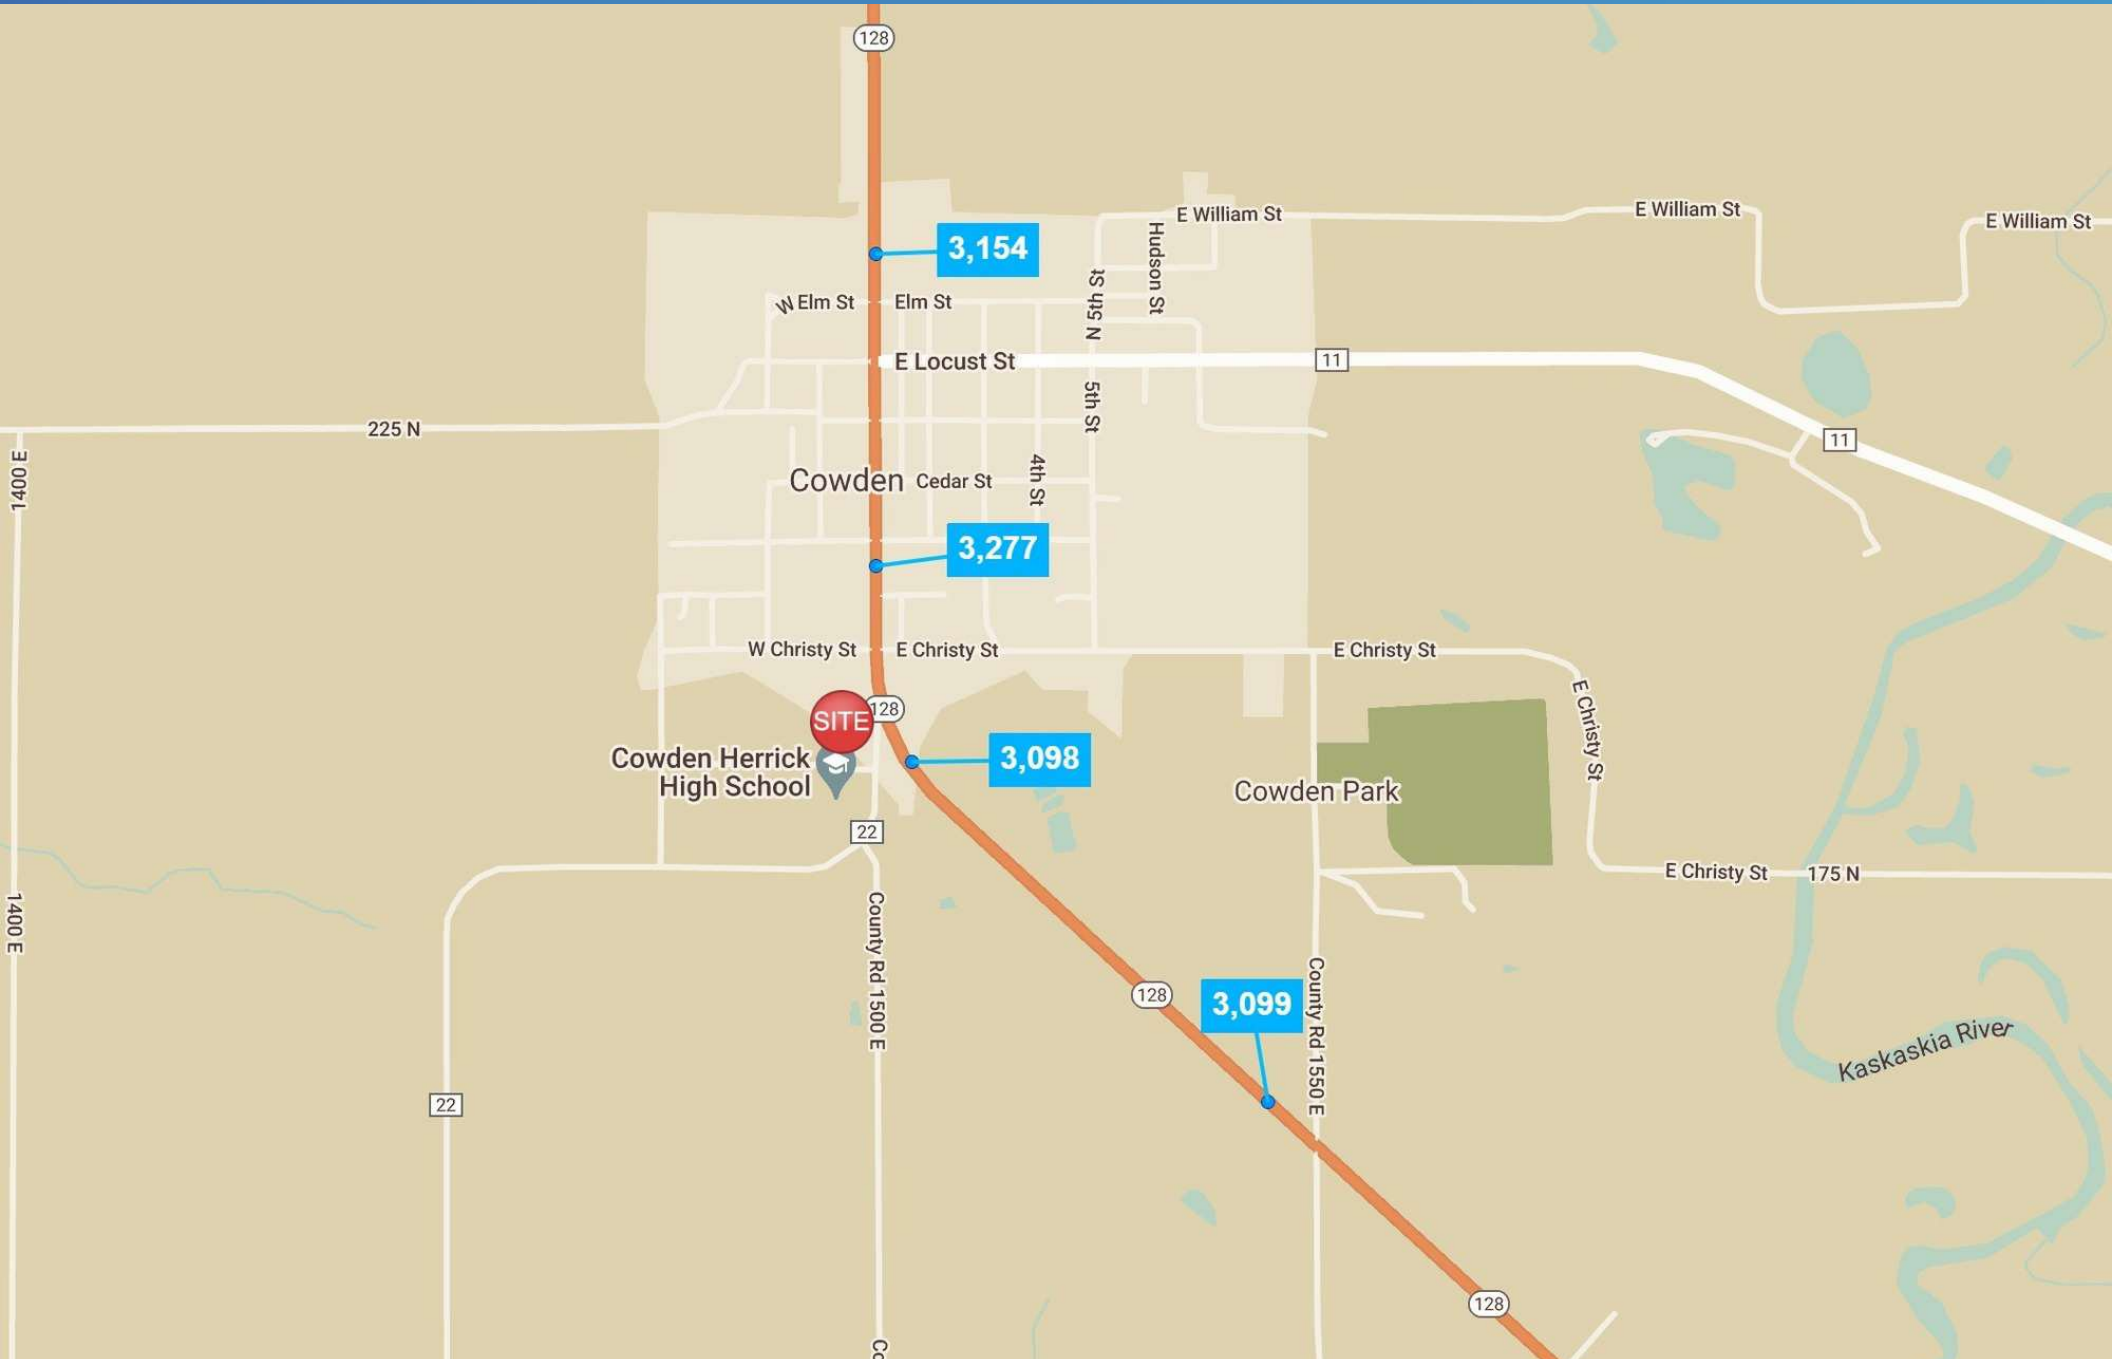 128
E William St
E William St
E William St
Hudson St
3,154
N 5th St
W Elm St
Elm St
E Locust St
11
5th St
225 N
11
1400 E
4th St
Cowden
Cedar St
3,277
W Christy St
E Christy St
E Christy St
E Christy St
128
SITE
Cowden Herrick
High School
3,098
Cowden Park
22
E Christy St
175 N
1400 E
County Rd 1500 E
County Rd 1550 E
128
3,099
Kaskaskia River
22
128
Co